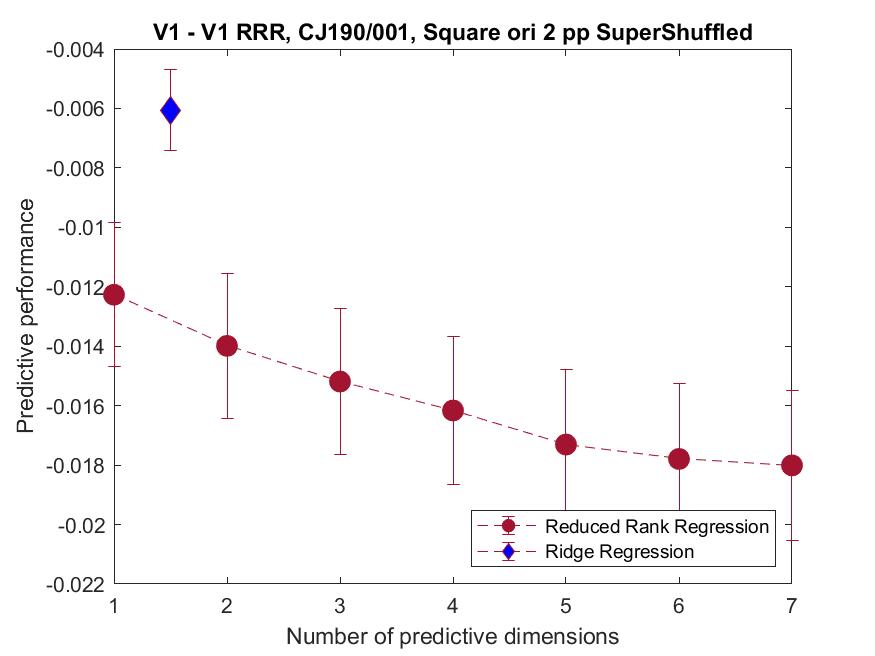 V1 - V1 RRR, CJ190/001, Square ori 2 pp SuperShuffled
-0.004
-0.006
-0.008
-0.01
-0.012
-0.014
-0.016
-0.018
-0.02
-0.022
Predictive performance
Reduced Rank Regression
Ridge Regression
1 2 3 4 5 6 7
Number of predictive dimensions